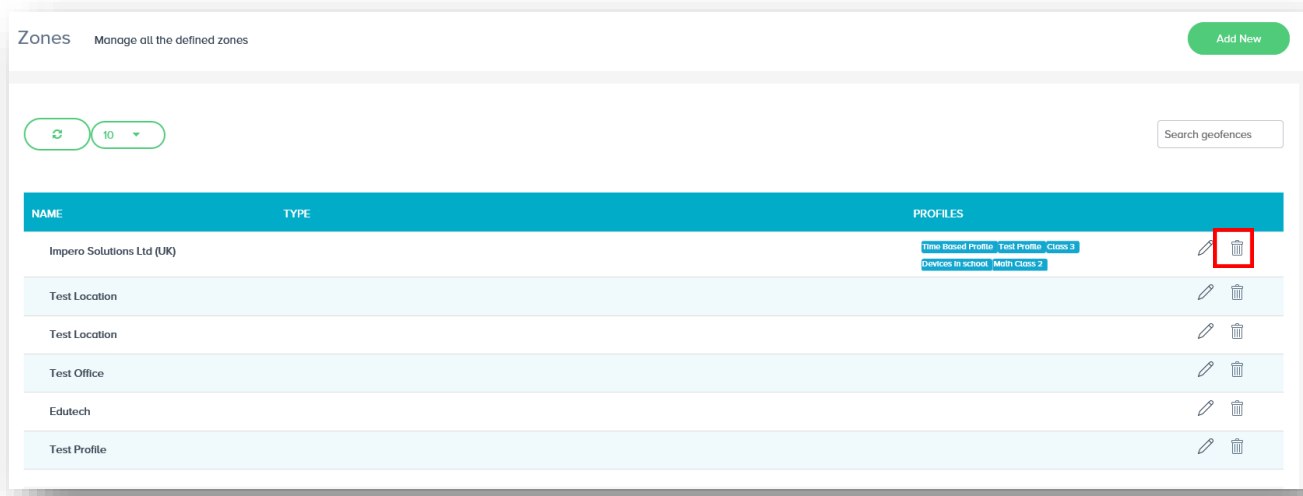 Zones Manage all the defined zones Add New
10 Search geofences
NAME TYPE PROFILES
Impero Solutions Ltd (UK) Time Based Profile Test Profile Class 3
Devices in school Math Class 2
Test Location
Test Location
Test Office
Edutech
Test Profile